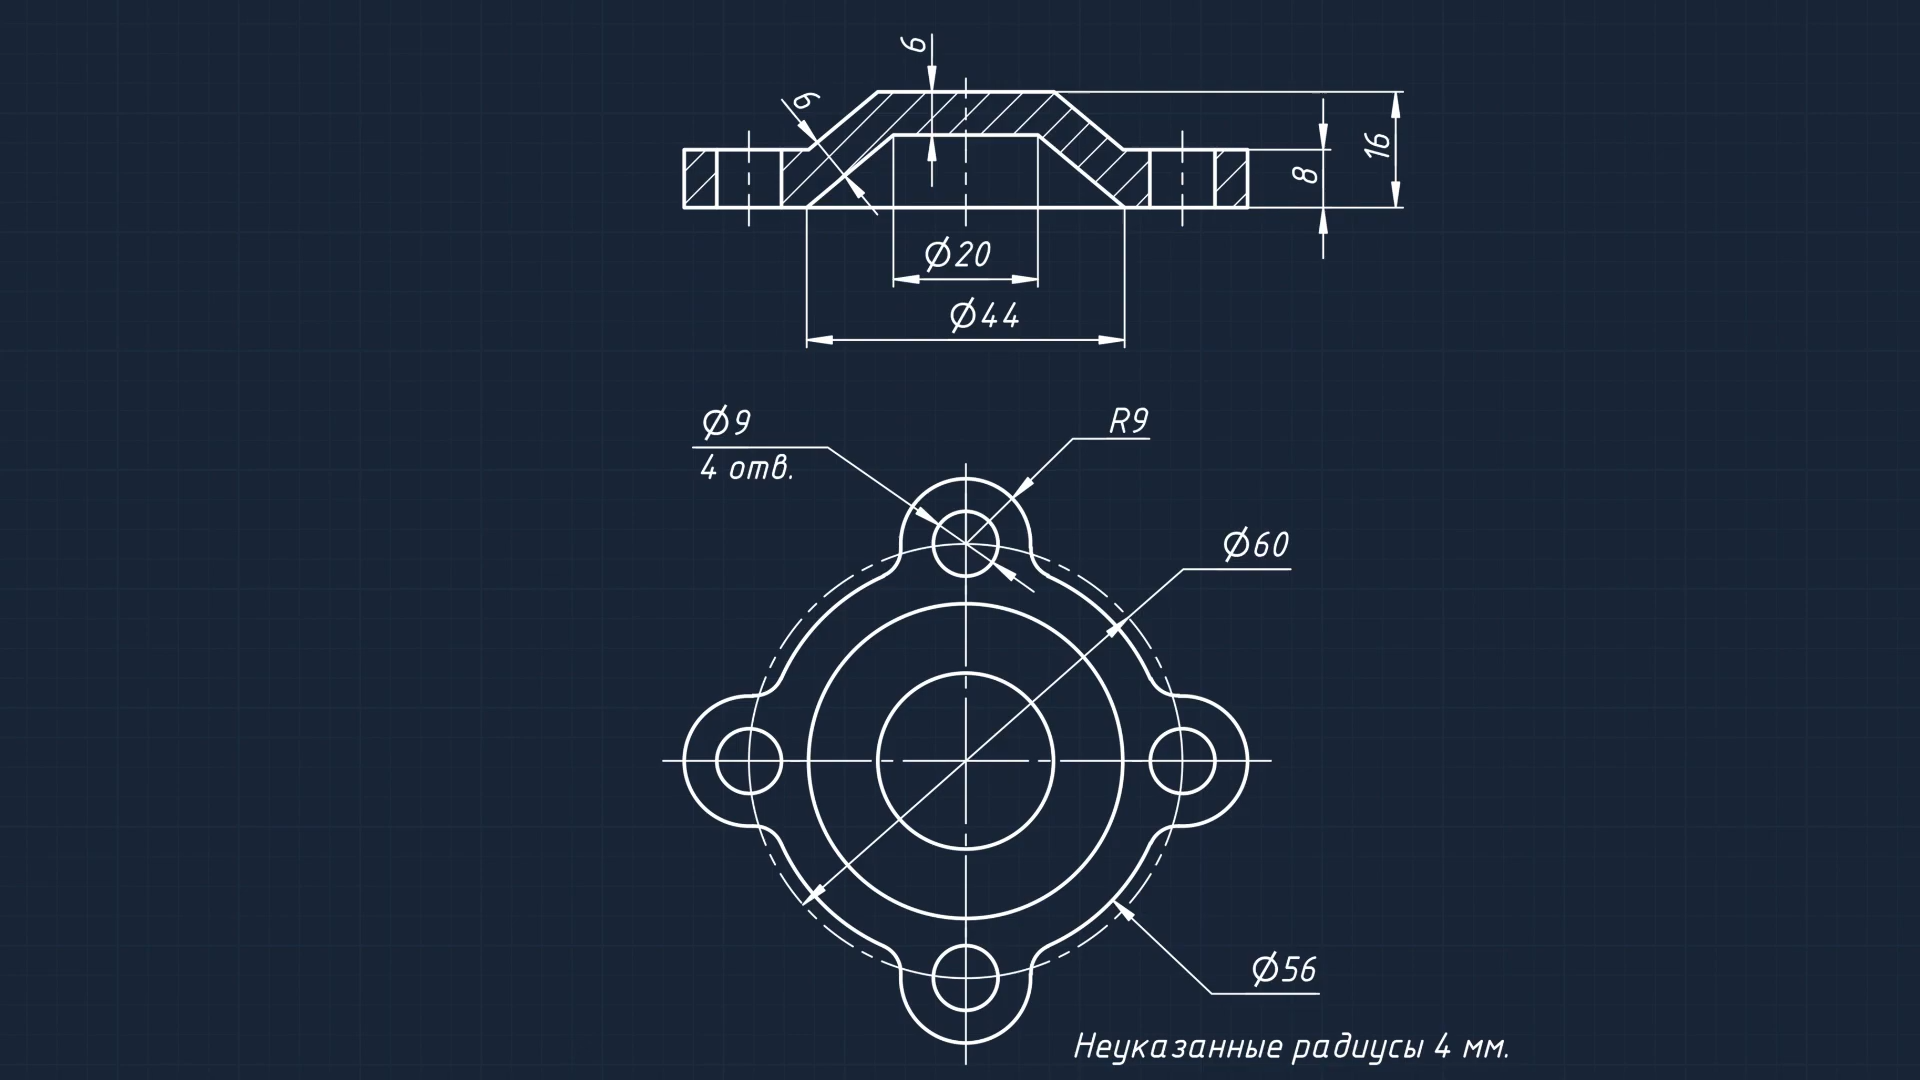 6
6
16
8
Ø20
Ø44
Ø9
4 отв.
R9
Ø60
Ø56
Неуказанные радиусы 4 мм.